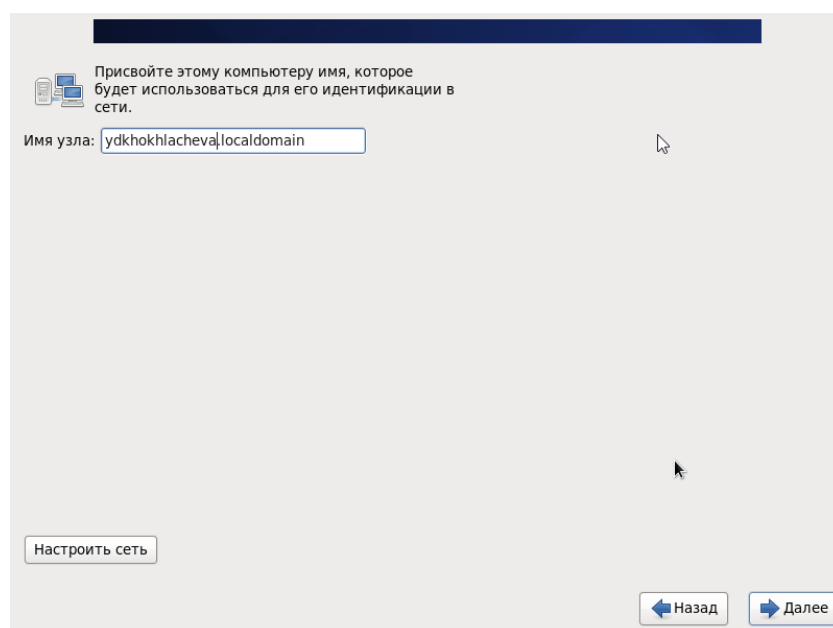 Присвойте этому компьютеру имя, которое
будет использоваться для его идентификации в
сети.
Имя узла: ydkhokhlacheva.localdomain
Настроить сеть
Назад Далее